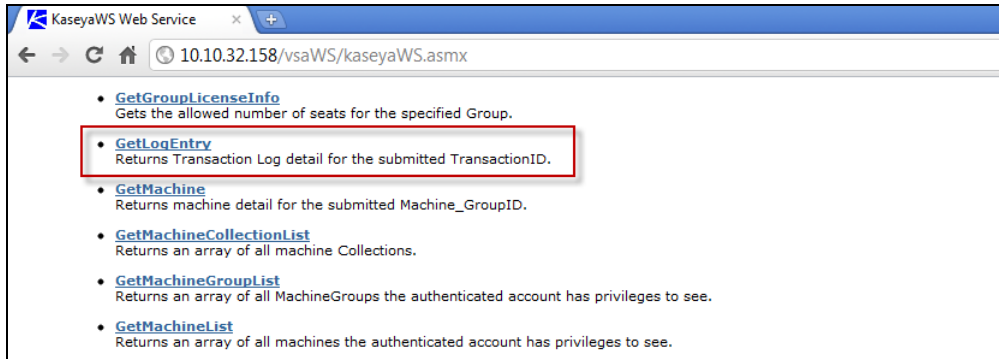 KaseyaWS Web Service
10.10.32.158/vsaWS/kaseyaWS.asmx
GetGroupLicenseInfo
Gets the allowed number of seats for the specified Group.
GetLogEntry
Returns Transaction Log detail for the submitted TransactionID.
GetMachine
Returns machine detail for the submitted Machine_GroupID.
GetMachineCollectionList
Returns an array of all machine Collections.
GetMachineGroupList
Returns an array of all MachineGroups the authenticated account has privileges to see.
GetMachineList
Returns an array of all machines the authenticated account has privileges to see.